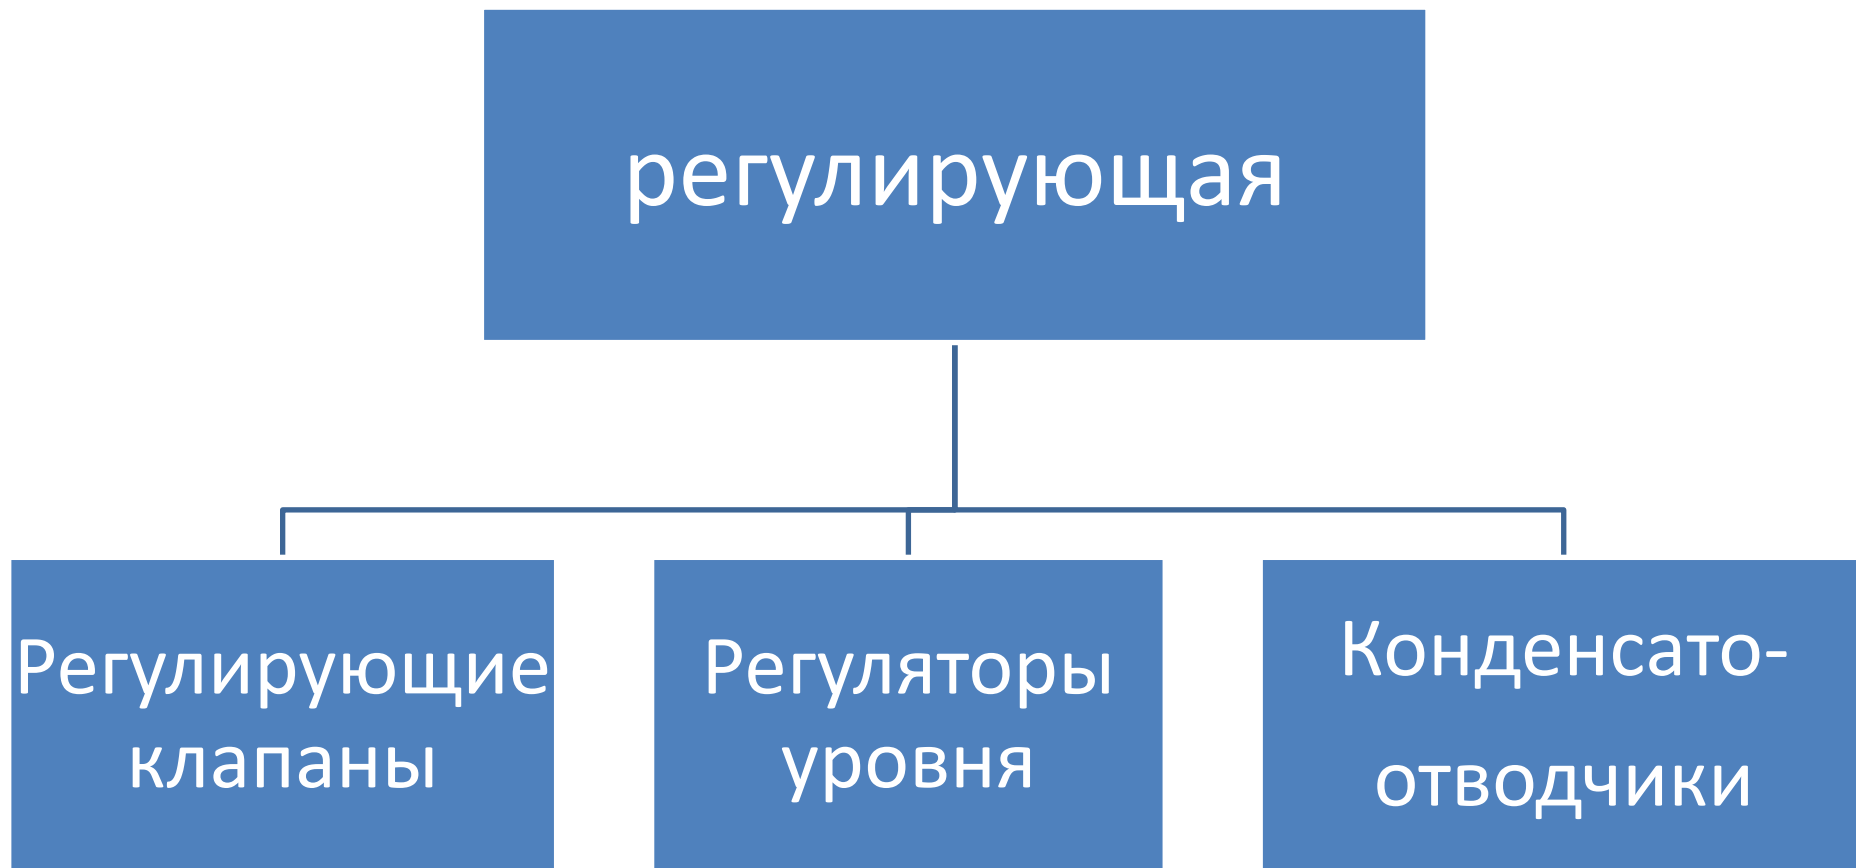 регулирующая
Регулирующие
клапаны
Регуляторы
уровня
Конденсато-
отводчики